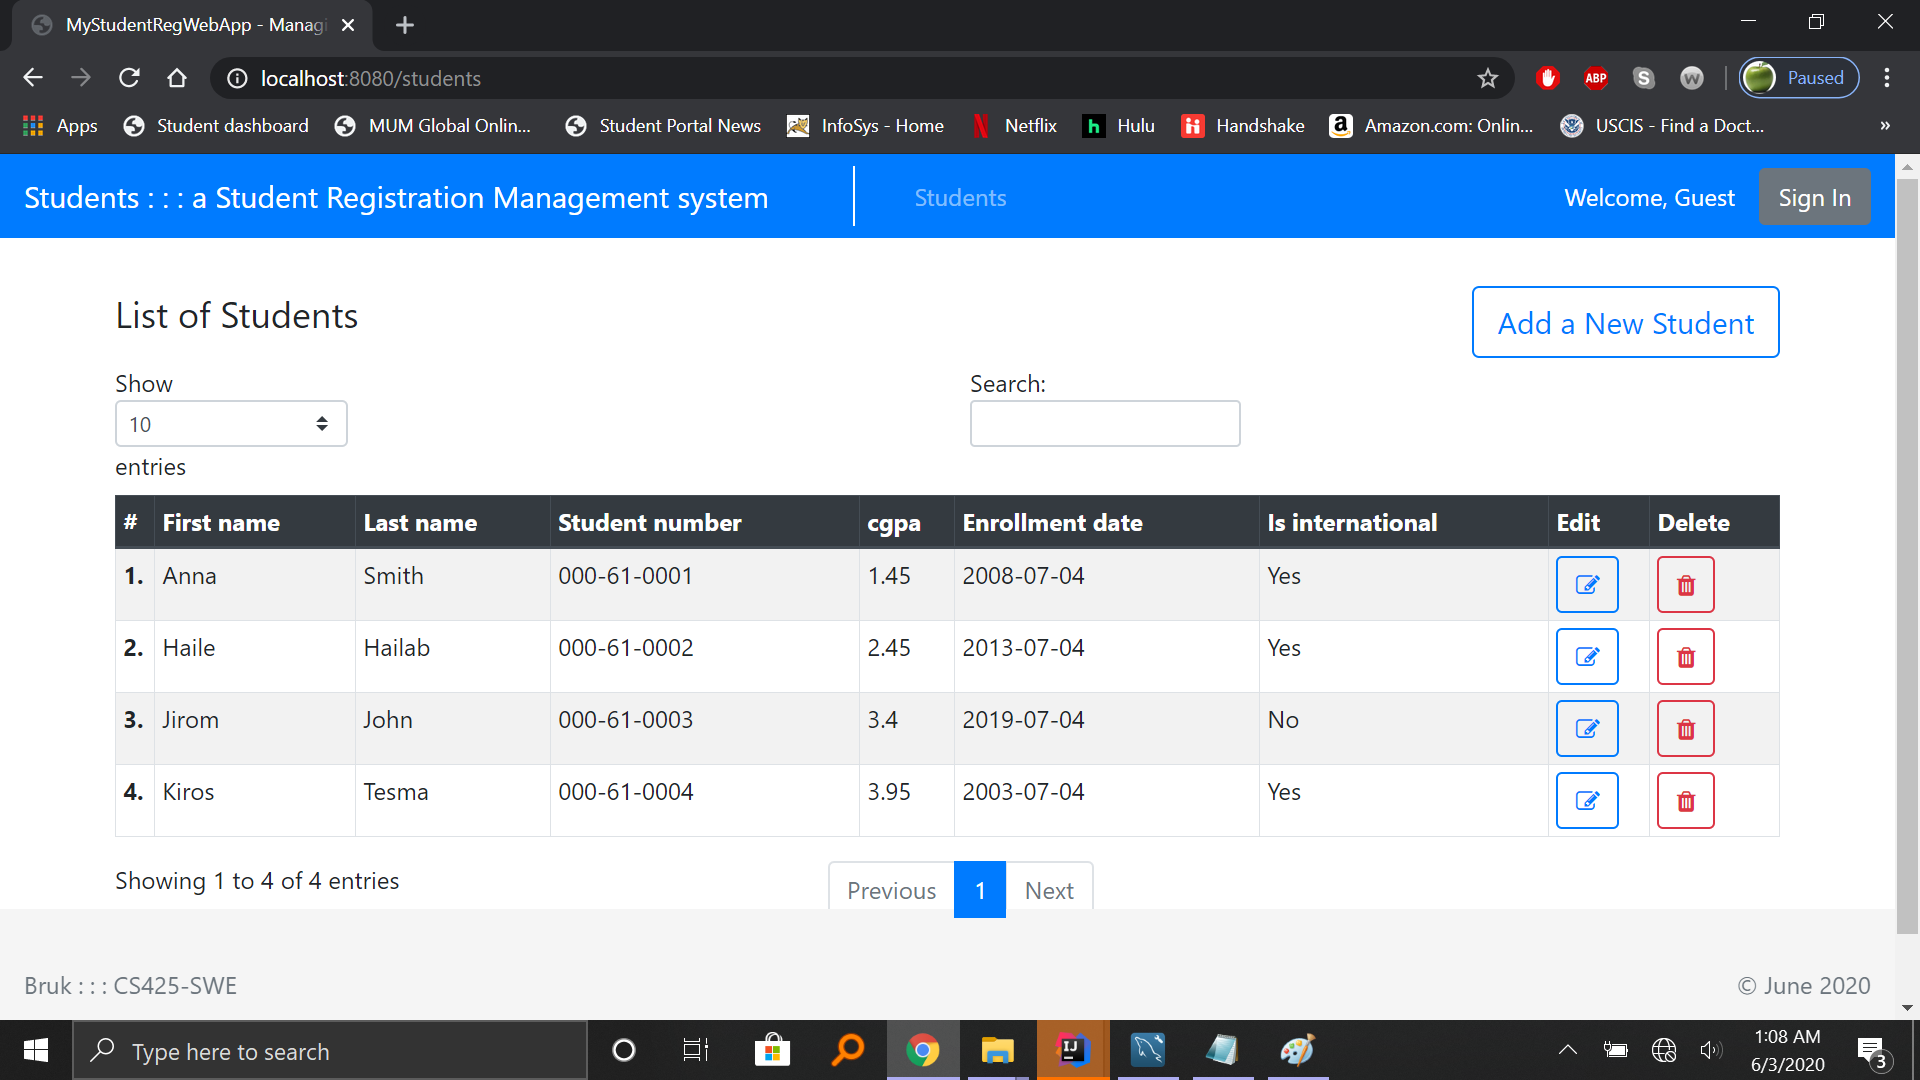 MyStudentRegWebApp - Managi
localhost:8080/students
ABP
S
W
Paused
Apps
Student dashboard
MUM Global Onlin...
Student Portal News
InfoSys - Home
Netflix
h Hulu
Handshake
a Amazon.com: Onlin...
USCIS - Find a Doct...
»
Students : : : a Student Registration Management system
Students
Welcome, Guest
Sign In
List of Students
Add a New Student
Show
10
entries
Search:
# First name Last name Student number cgpa Enrollment date Is international Edit Delete
1. Anna Smith 000-61-0001 1.45 2008-07-04 Yes
2. Haile Hailab 000-61-0002 2.45 2013-07-04 Yes
3. Jirom John 000-61-0003 3.4 2019-07-04 No
4. Kiros Tesma 000-61-0004 3.95 2003-07-04 Yes
Showing 1 to 4 of 4 entries
Previous 1 Next
Bruk : : : CS425-SWE
© June 2020
Type here to search
IJ
1:08 AM
6/3/2020
3